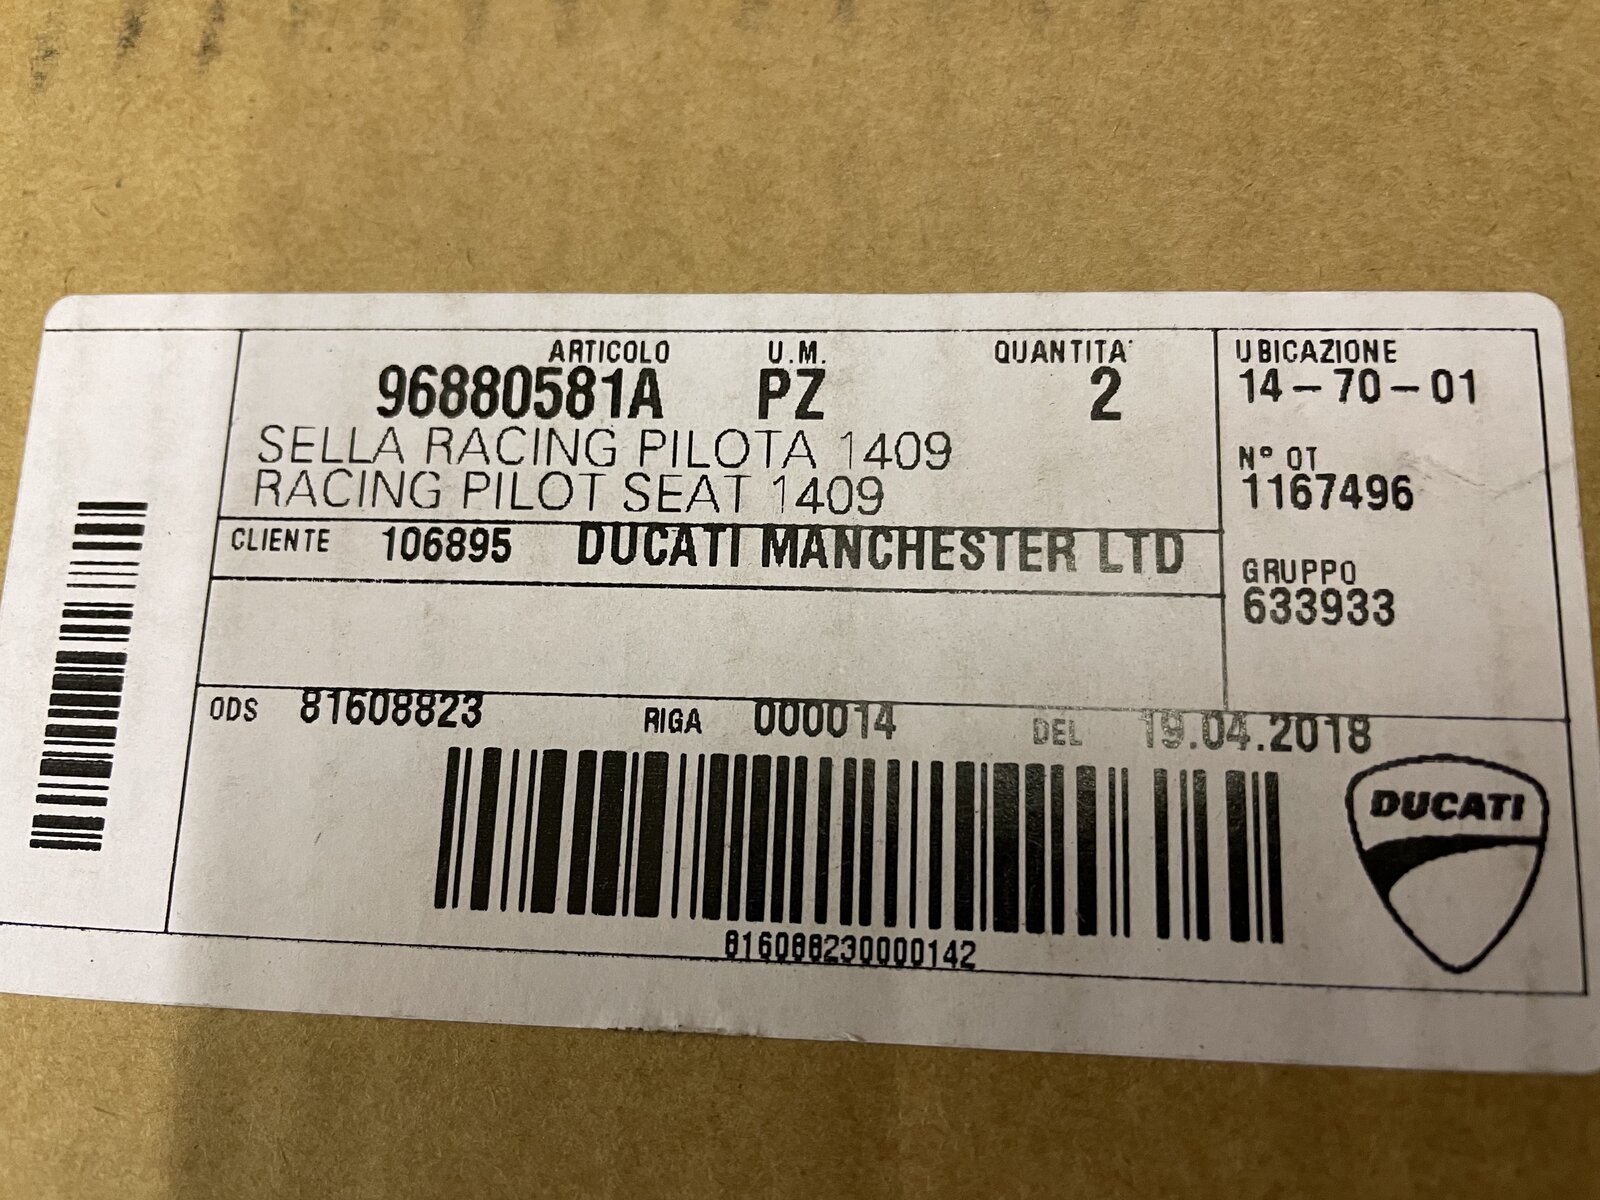 ARTICOLO U.M. QUANTITA'
96880581A PZ 2
SELLA RACING PILOTA 1409
RACING PILOT SEAT 1409
CLIENTE 106895 DUCATI MANCHESTER LTD
UBICAZIONE
14-70-01
N° OT
1167496
GRUPPO
633933
ODS 81608823 RIGA 000014 DEL 19.04.2018
816088230000142
DUCATI